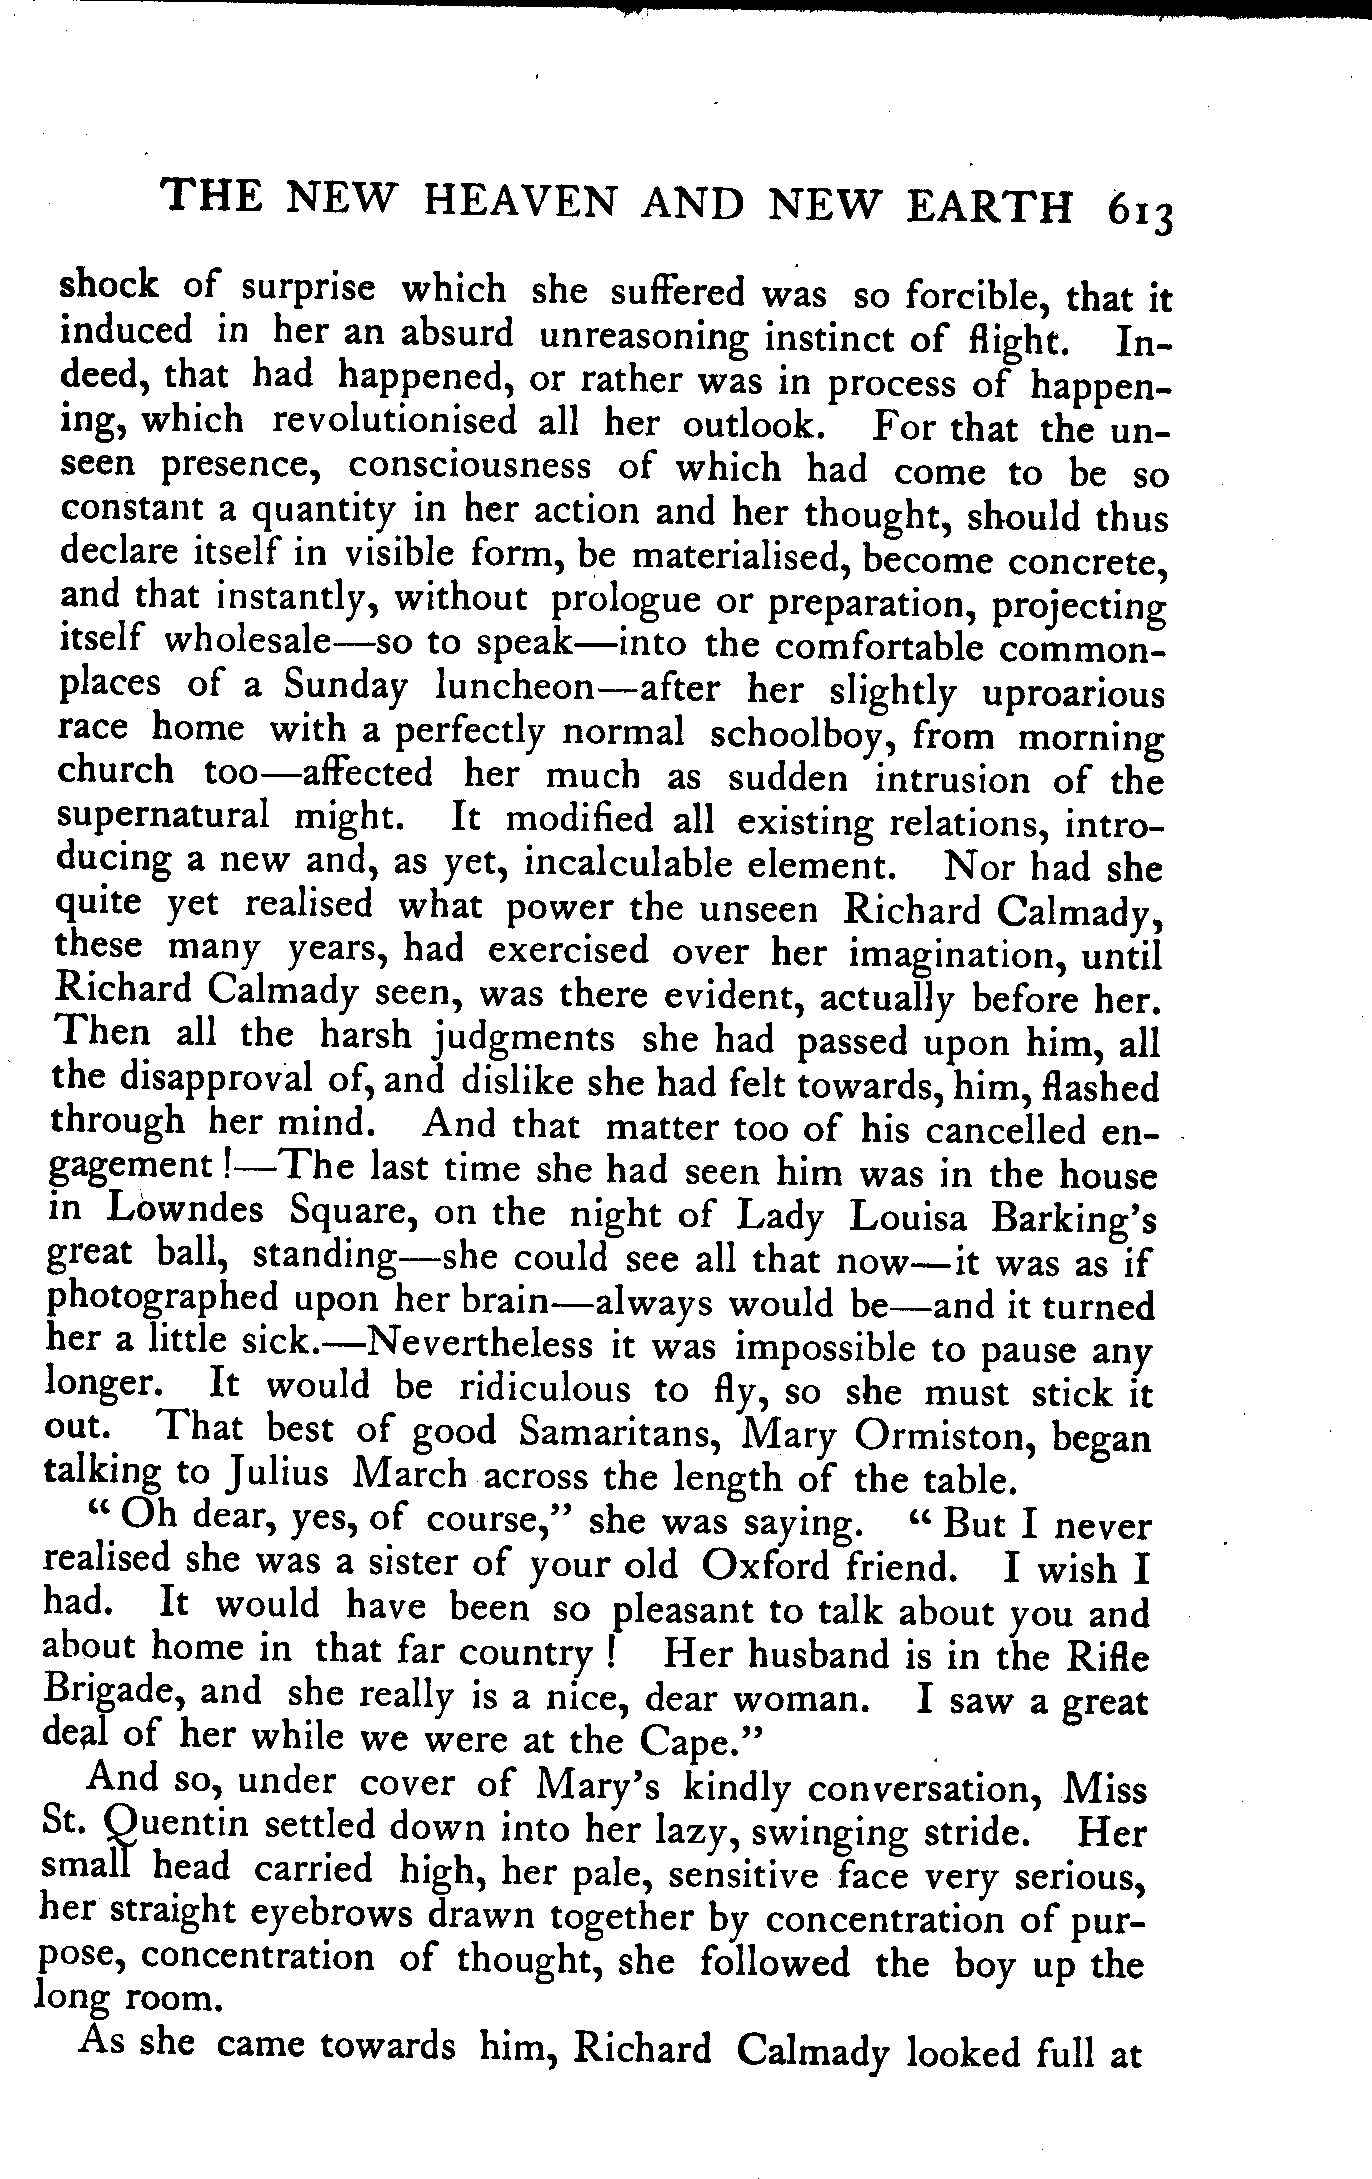 THE NEW HEAVEN AND NEW EARTH 613
shock of surprise which she suffered was so forcible, that it
induced in her an absurd unreasoning instinct of flight. In-
deed, that had happened, or rather was in process of happen-
ing, which revolutionised all her outlook. For that the un-
seen presence, consciousness of which had come to be so
constant a quantity in her action and her thought, should thus
declare itself in visible form, be materialised, become concrete,
and that instantly, without prologue or preparation, projecting
itself wholesale—so to speak—into the comfortable common-
places of a Sunday luncheon—after her slightly uproarious
race home with a perfectly normal schoolboy, from morning
church too—affected her much as sudden intrusion of the
supernatural might. It modified all existing relations, intro-
ducing a new and, as yet, incalculable element. Nor had she
quite yet realised what power the unseen Richard Calmady,
these many years, had exercised over her imagination, until
Richard Calmady seen, was there evident, actually before her.
Then all the harsh judgments she had passed upon him, all
the disapproval of, and dislike she had felt towards, him, flashed
through her mind. And that matter too of his cancelled en-
gagement!—The last time she had seen him was in the house
in Lowndes Square, on the night of Lady Louisa Barking's
great ball, standing—she could see all that now—it was as if
photographed upon her brain—always would be—and it turned
her a little sick.—Nevertheless it was impossible to pause any
longer. It would be ridiculous to fly, so she must stick it
out. That best of good Samaritans, Mary Ormiston, began
talking to Julius March across the length of the table.
"Oh dear, yes, of course," she was saying. "But I never
realised she was a sister of your old Oxford friend. I wish I
had. It would have been so pleasant to talk about you and
about home in that far country! Her husband is in the Rifle
Brigade, and she really is a nice, dear woman. I saw a great
deal of her while we were at the Cape."
And so, under cover of Mary's kindly conversation, Miss
St. Quentin settled down into her lazy, swinging stride. Her
small head carried high, her pale, sensitive face very serious,
her straight eyebrows drawn together by concentration of pur-
pose, concentration of thought, she followed the boy up the
long room.
As she came towards him, Richard Calmady looked full at